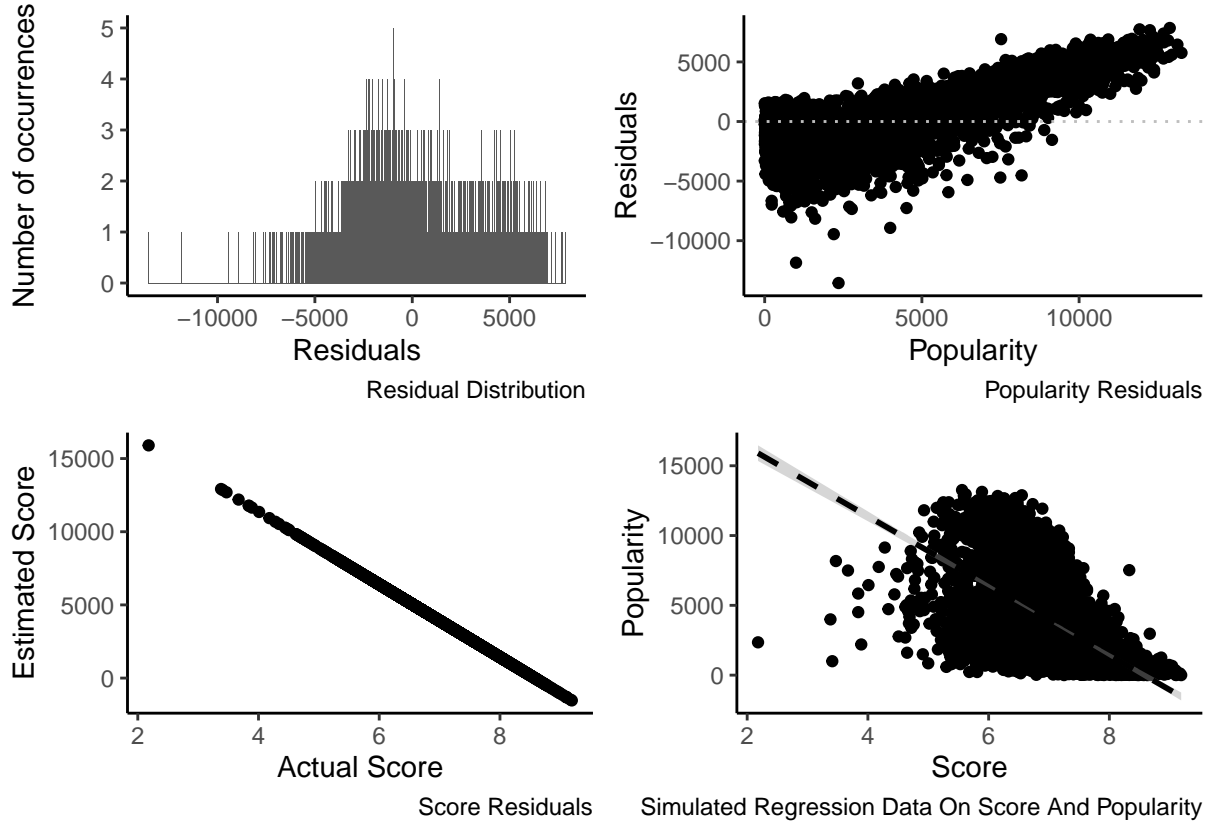 Number of occurrences
5
4
3
2
1
0
−10000 −5000 0 5000
Residuals
Residual Distribution
Residuals
5000
0
−5000
−10000
0 5000 10000
Popularity
Popularity Residuals
Estimated Score
15000
10000
5000
0
2 4 6 8
Actual Score
Score Residuals
Popularity
15000
10000
5000
0
2 4 6 8
Score
Simulated Regression Data On Score And Popularity